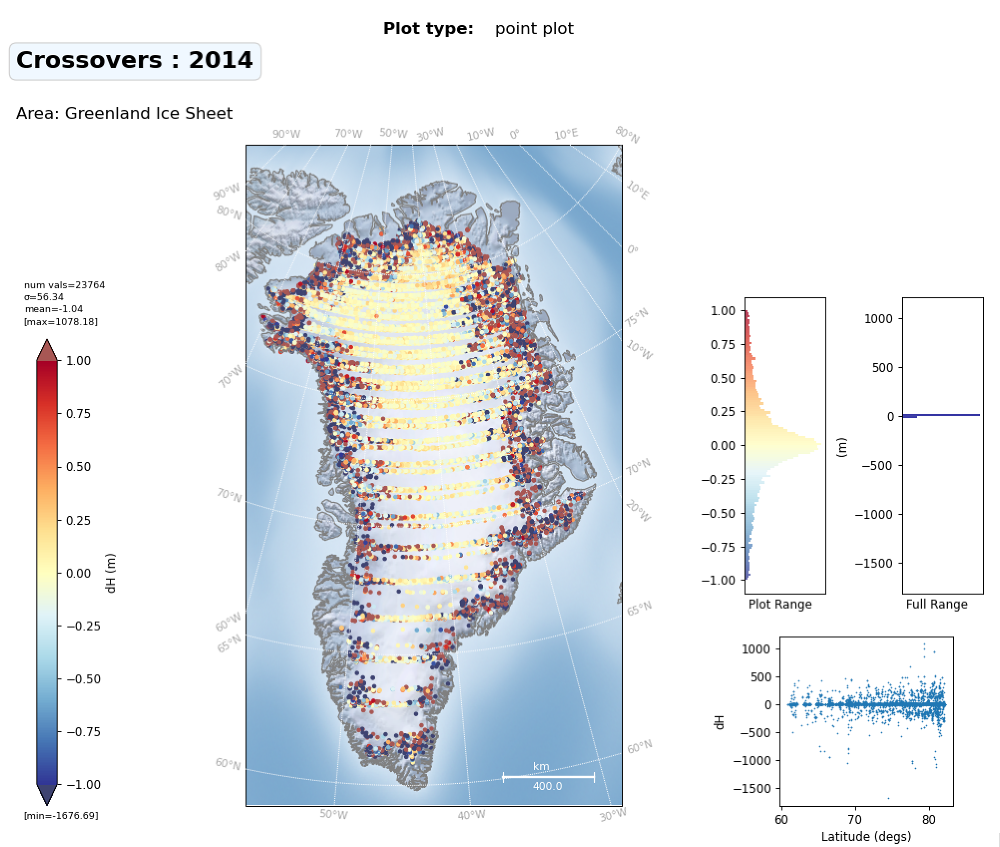 Plot type: point plot
Crossovers : 2014
Area: Greenland Ice Sheet
90°W 70°W 50°W 30°W 10°W 0° 10°E 80°N
90°W
80°N
80°W
70°W
70°N
60°W
65°N
60°N
10°E
0°
75°N
10°W
70°N
20°W
65°N
60°N
50°W 40°W 30°W
km
400.0
num vals=23764
σ=56.34
mean=-1.04
[max=1078.18]
1.00
0.75
0.50
0.25
0.00
−0.25
−0.50
−0.75
−1.00
dH (m)
[min=-1676.69]
1.00
0.75
0.50
0.25
0.00
−0.25
−0.50
−0.75
−1.00
Plot Range
(m)
1000
500
0
−500
−1000
−1500
Full Range
1000
500
0
−500
−1000
−1500
dH
60 70 80
Latitude (degs)